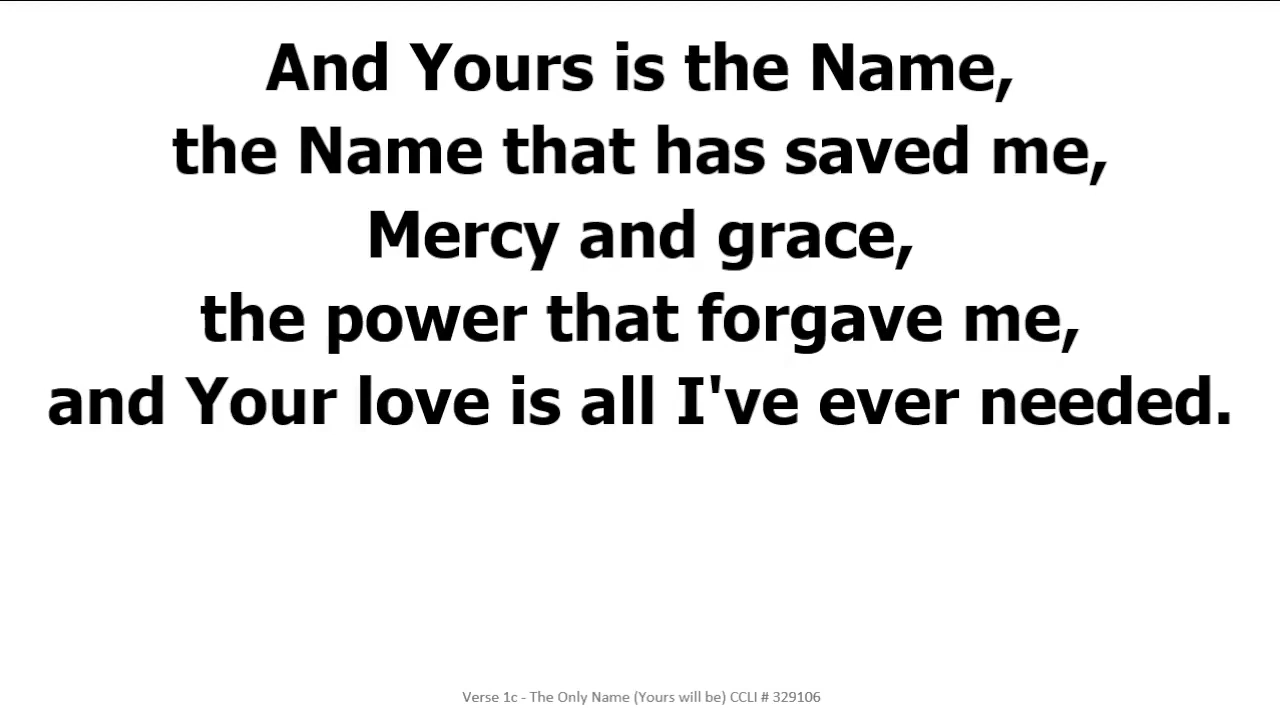 And Yours is the Name,
the Name that has saved me,
Mercy and grace,
the power that forgave me,
and Your love is all I've ever needed.
Verse 1c - The Only Name (Yours will be) CCLI # 329106